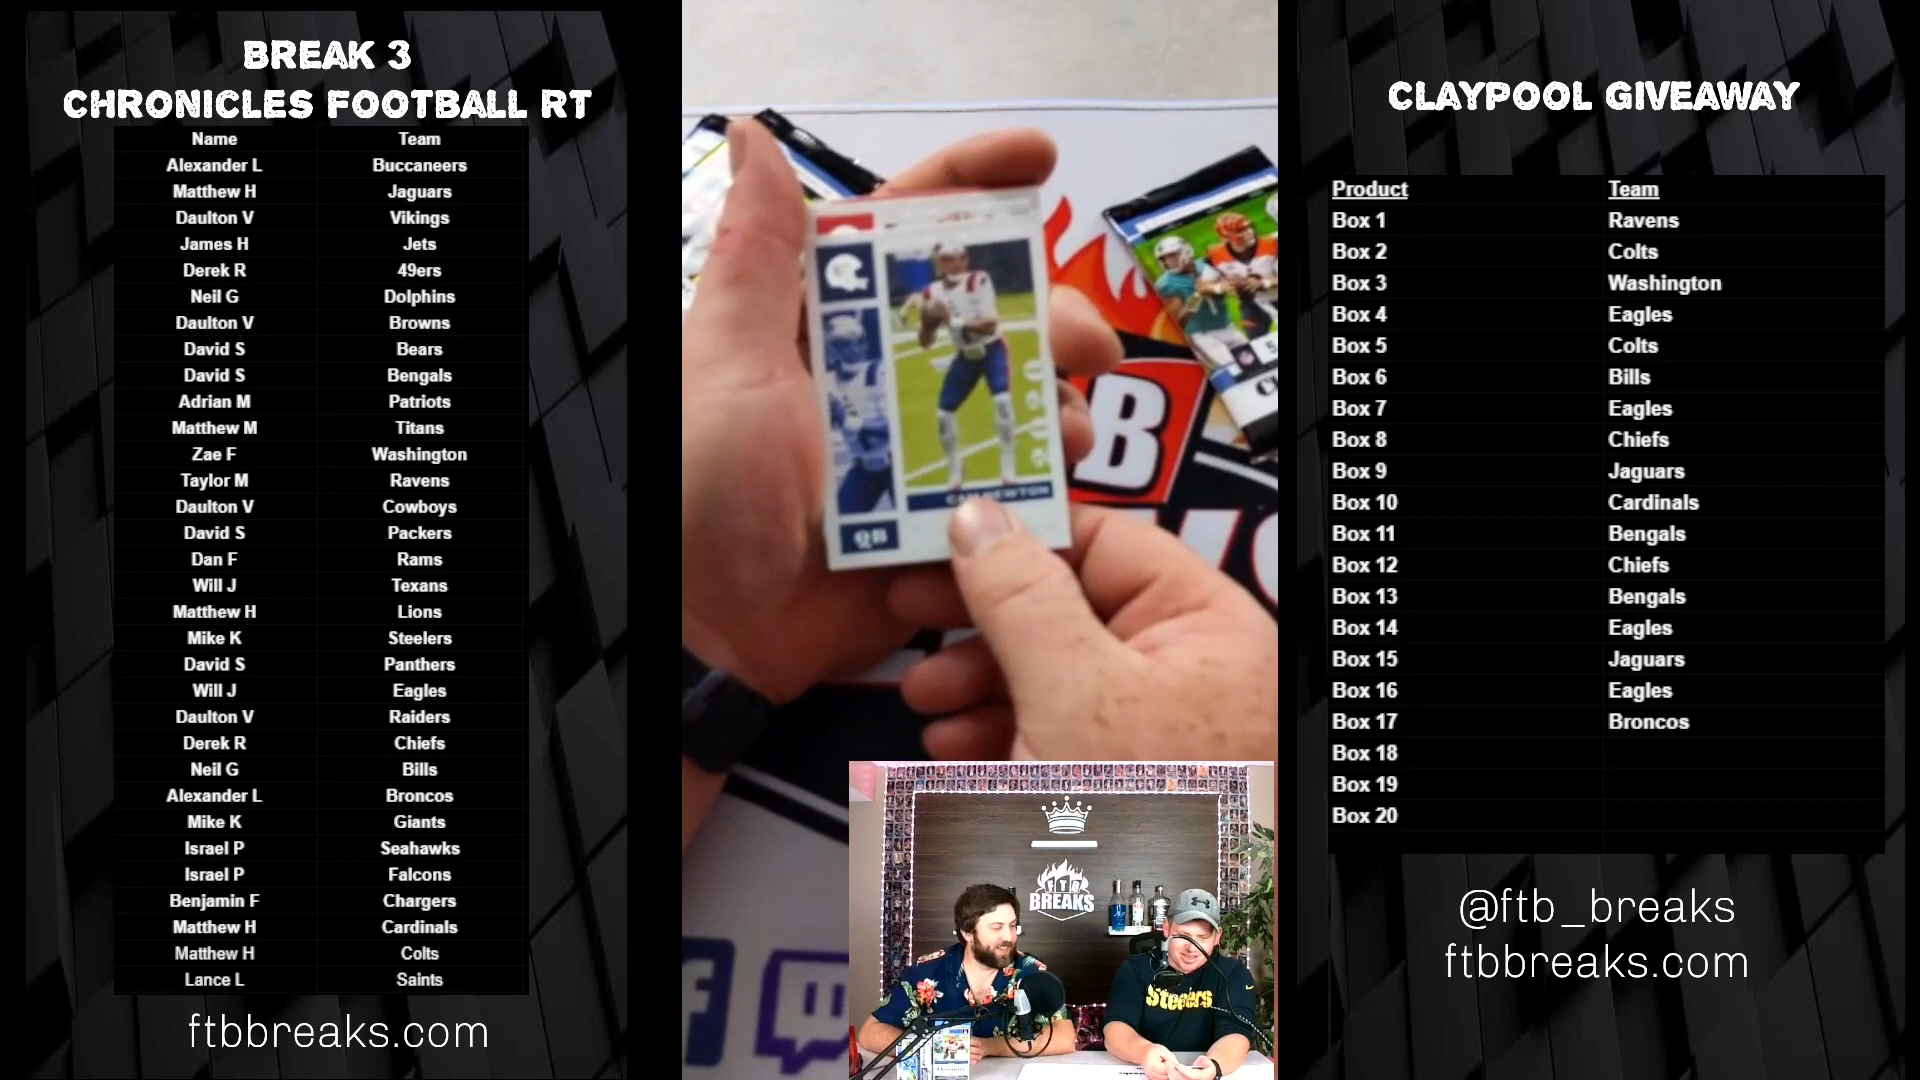 BREAK 3
CHRONICLES FOOTBALL RT
Name Team
Alexander L Buccaneers
Matthew H Jaguars
Daulton V Vikings
James H Jets
Derek R 49ers
Neil G Dolphins
Daulton V Browns
David S Bears
David S Bengals
Adrian M Patriots
Matthew M Titans
Zae F Washington
Taylor M Ravens
Daulton V Cowboys
David S Packers
Dan F Rams
Will J Texans
Matthew H Lions
Mike K Steelers
David S Panthers
Will J Eagles
Daulton V Raiders
Derek R Chiefs
Neil G Bills
Alexander L Broncos
Mike K Giants
Israel P Seahawks
Israel P Falcons
Benjamin F Chargers
Matthew H Cardinals
Matthew H Colts
Lance L Saints
ftbbreaks.com
2020
CAM NEWTON
QB
B
FTB
BREAKS
Steelers
CLAYPOOL GIVEAWAY
Product Team
Box 1 Ravens
Box 2 Colts
Box 3 Washington
Box 4 Eagles
Box 5 Colts
Box 6 Bills
Box 7 Eagles
Box 8 Chiefs
Box 9 Jaguars
Box 10 Cardinals
Box 11 Bengals
Box 12 Chiefs
Box 13 Bengals
Box 14 Eagles
Box 15 Jaguars
Box 16 Eagles
Box 17 Broncos
Box 18
Box 19
Box 20
@ftb_breaks
ftbbreaks.com